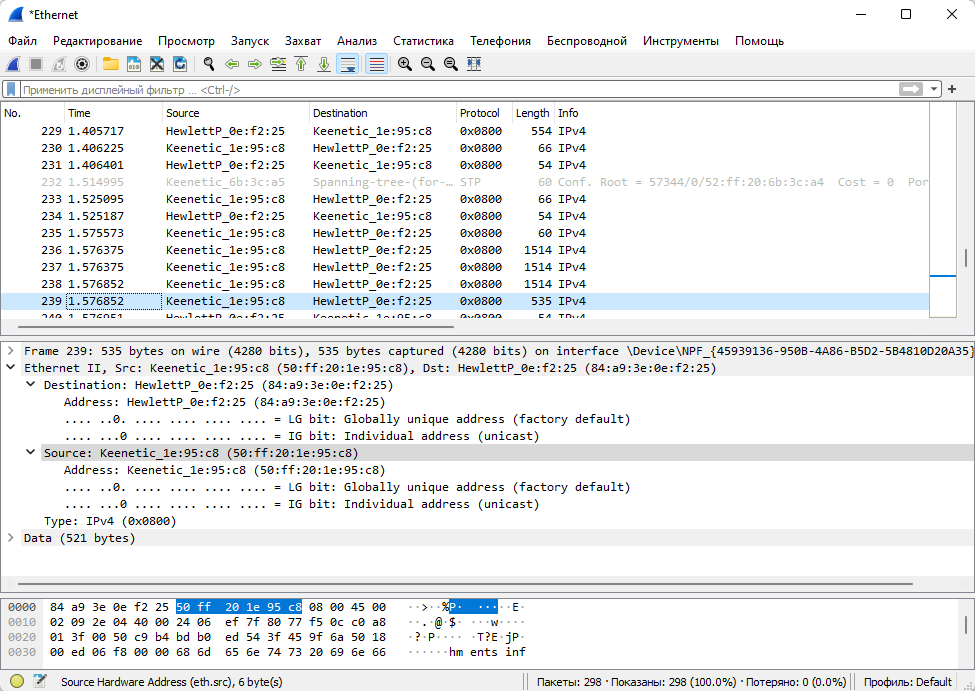 *Ethernet
Файл Редактирование Просмотр Запуск Захват Анализ Статистика Телефония Беспроводной Инструменты Помощь
Применить дисплейный фильтр ... <Ctrl-/>
No. Time Source Destination Protocol Length Info
229 1.405717 HewlettP_0e:f2:25 Keenetic_1e:95:c8 0x0800 554 IPv4
230 1.406225 Keenetic_1e:95:c8 HewlettP_0e:f2:25 0x0800 66 IPv4
231 1.406401 HewlettP_0e:f2:25 Keenetic_1e:95:c8 0x0800 54 IPv4
232 1.514995 Keenetic_6b:3c:a5 Spanning-tree-(for-… STP 60 Conf. Root = 57344/0/52:ff:20:6b:3c:a4 Cost = 0 Por
233 1.525095 Keenetic_1e:95:c8 HewlettP_0e:f2:25 0x0800 66 IPv4
234 1.525187 HewlettP_0e:f2:25 Keenetic_1e:95:c8 0x0800 54 IPv4
235 1.575573 Keenetic_1e:95:c8 HewlettP_0e:f2:25 0x0800 60 IPv4
236 1.576375 Keenetic_1e:95:c8 HewlettP_0e:f2:25 0x0800 1514 IPv4
237 1.576375 Keenetic_1e:95:c8 HewlettP_0e:f2:25 0x0800 1514 IPv4
238 1.576852 Keenetic_1e:95:c8 HewlettP_0e:f2:25 0x0800 1514 IPv4
239 1.576852 Keenetic_1e:95:c8 HewlettP_0e:f2:25 0x0800 535 IPv4
240 1.576951 HewlettP_0e:f2:25 Keenetic_1e:95:c8 0x0800 54 IPv4
Frame 239: 535 bytes on wire (4280 bits), 535 bytes captured (4280 bits) on interface \Device\NPF_{45939136-950B-4A86-B5D2-5B4810D20A35}
Ethernet II, Src: Keenetic_1e:95:c8 (50:ff:20:1e:95:c8), Dst: HewlettP_0e:f2:25 (84:a9:3e:0e:f2:25)
Destination: HewlettP_0e:f2:25 (84:a9:3e:0e:f2:25)
Address: HewlettP_0e:f2:25 (84:a9:3e:0e:f2:25)
.... ..0. .... .... .... .... = LG bit: Globally unique address (factory default)
.... ...0 .... .... .... .... = IG bit: Individual address (unicast)
Source: Keenetic_1e:95:c8 (50:ff:20:1e:95:c8)
Address: Keenetic_1e:95:c8 (50:ff:20:1e:95:c8)
.... ..0. .... .... .... .... = LG bit: Globally unique address (factory default)
.... ...0 .... .... .... .... = IG bit: Individual address (unicast)
Type: IPv4 (0x0800)
Data (521 bytes)
0000 84 a9 3e 0e f2 25 50 ff 20 1e 95 c8 08 00 45 00 ··>··%P· ·····E·
0010 02 09 2e 04 40 00 24 06 ef 7f 80 77 f5 0c c0 a8 ··.·@·$· ···w····
0020 01 3f 00 50 c9 b4 bd b0 ed 54 3f 45 9f 6a 50 18 ·?·P···· ·T?E·jP·
0030 00 ed 06 f8 00 00 68 6d 65 6e 74 73 20 69 6e 66 ······hm ents inf
Source Hardware Address (eth.src), 6 byte(s) Пакеты: 298 · Показаны: 298 (100.0%) · Потеряно: 0 (0.0%) Профиль: Default